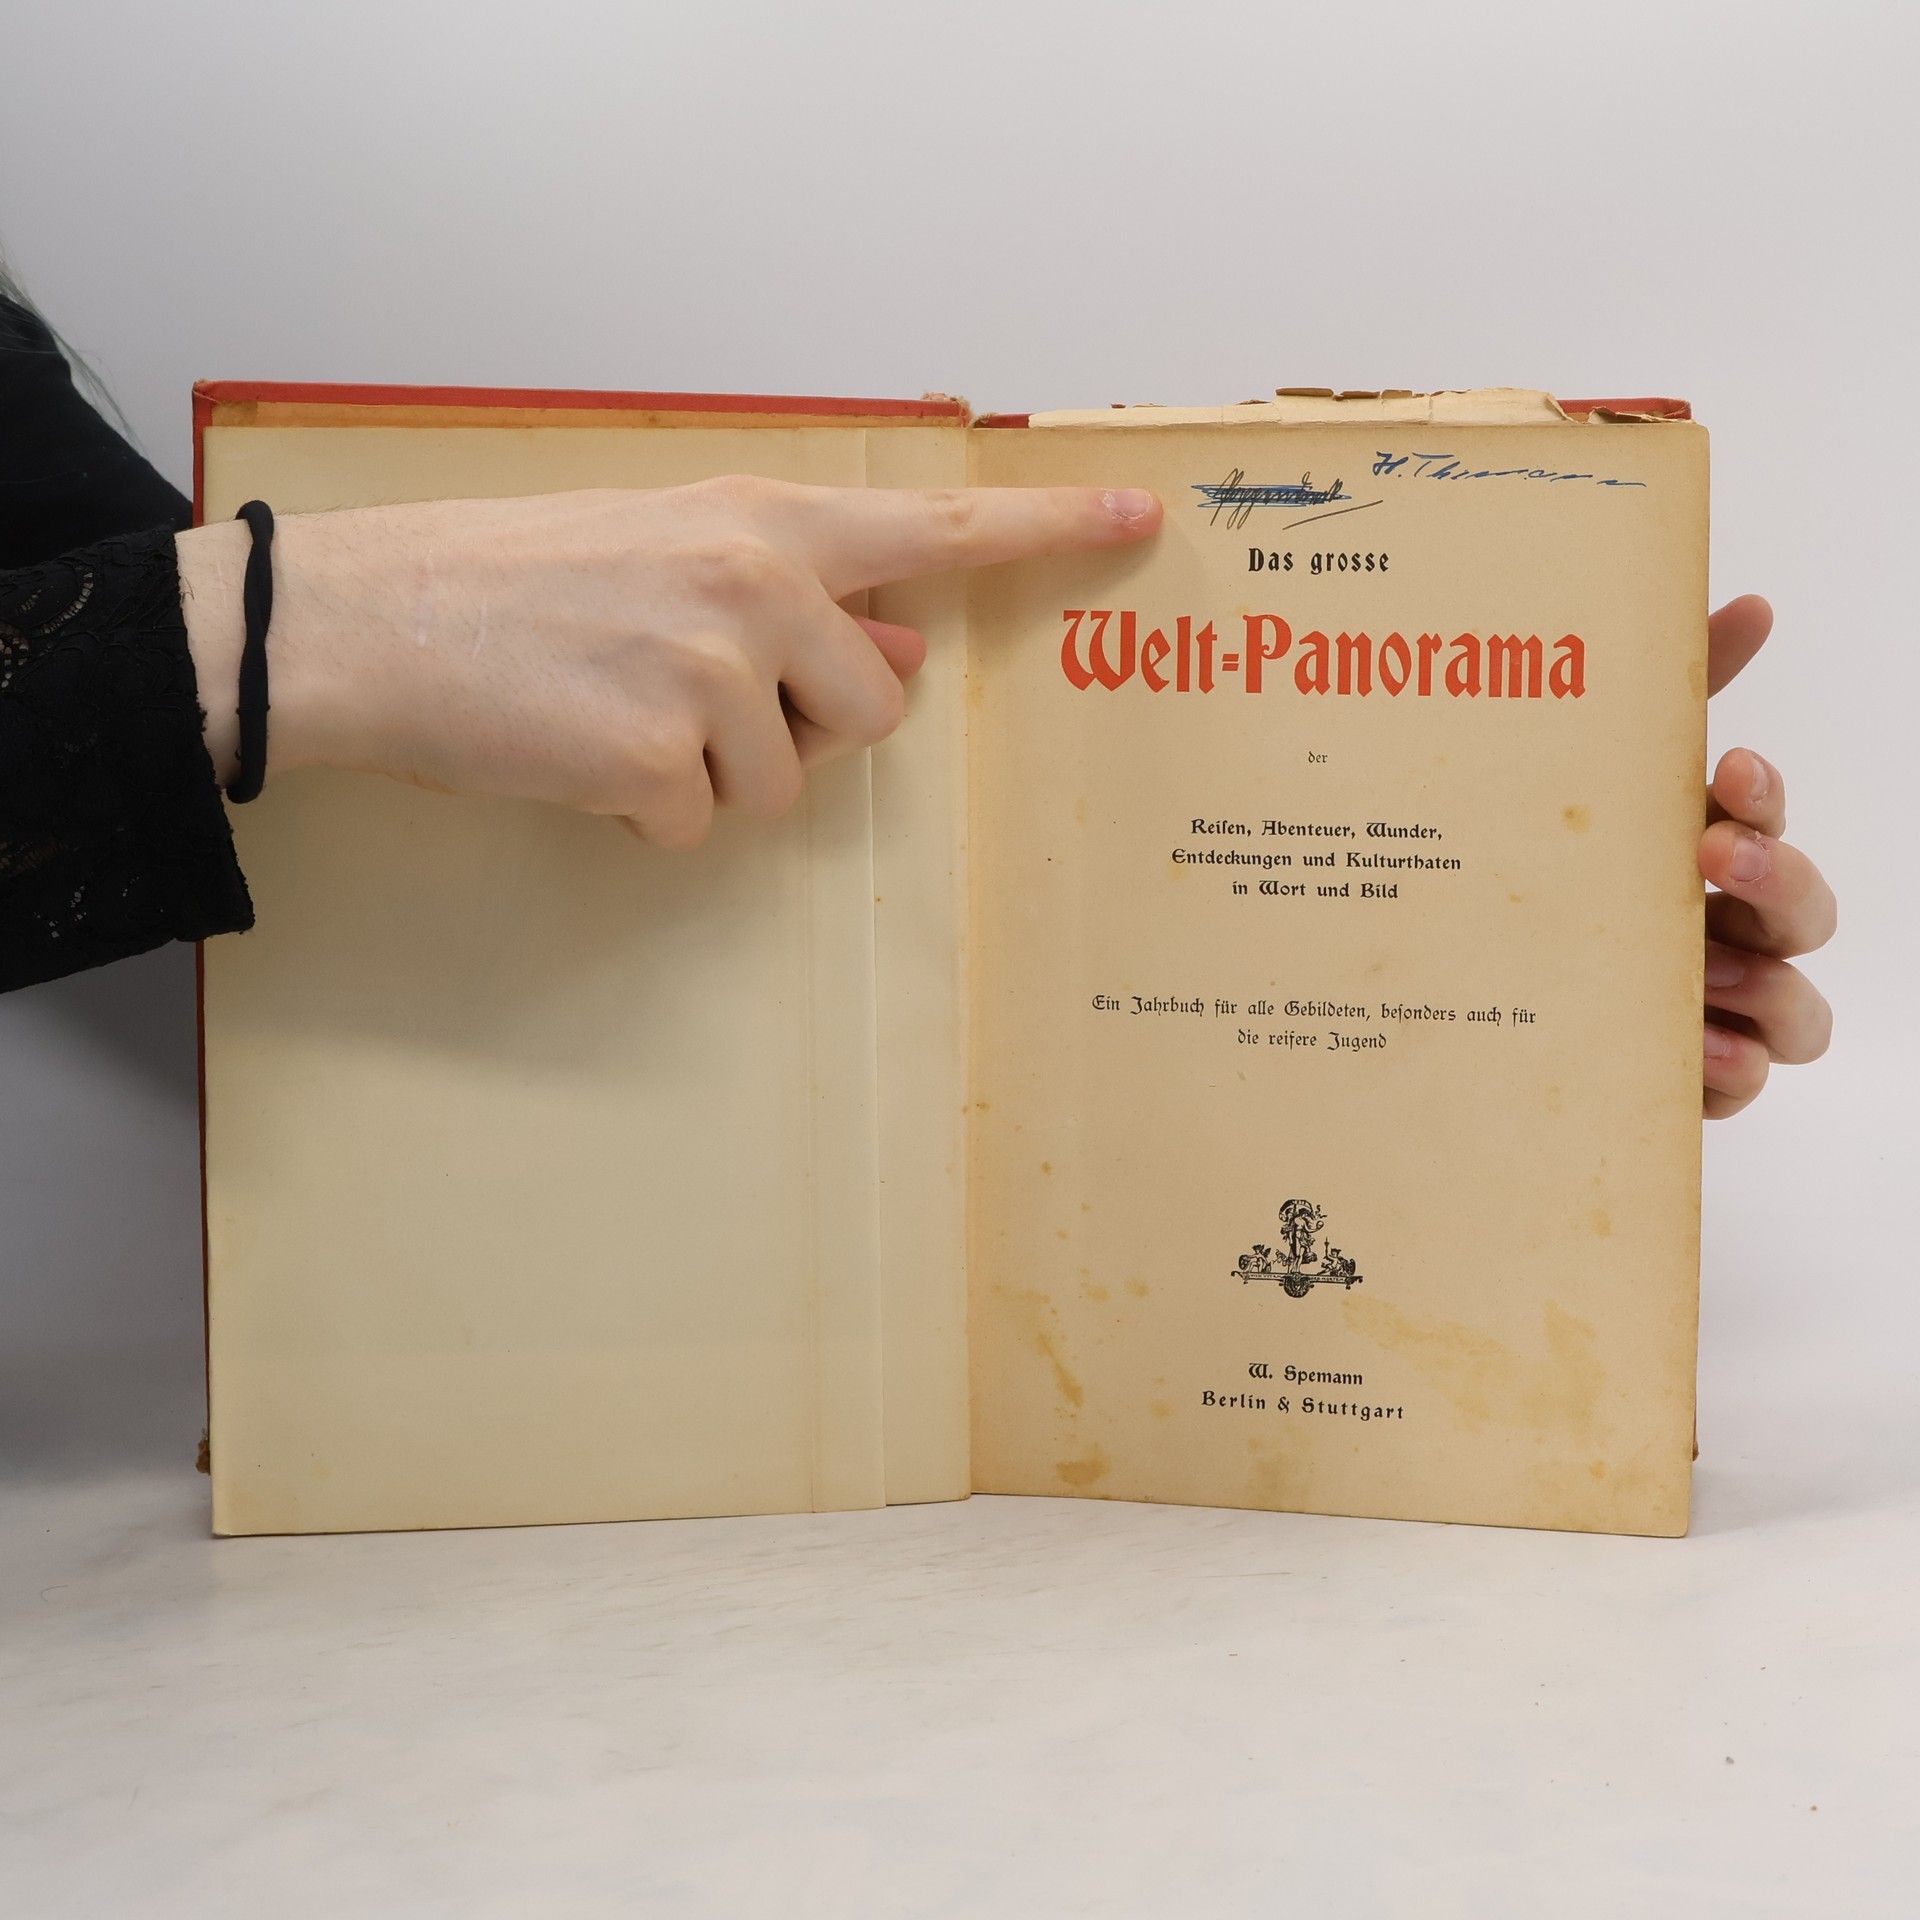 H. Thiemann
Das grosse
Welt=Panorama
der
Reiſen, Abenteuer, Wunder,
Entdeckungen und Kulturthaten
in Wort und Bild
Ein Jahrbuch für alle Gebildeten, beſonders auch für
die reifere Jugend
W. Spemann
Berlin & Stuttgart